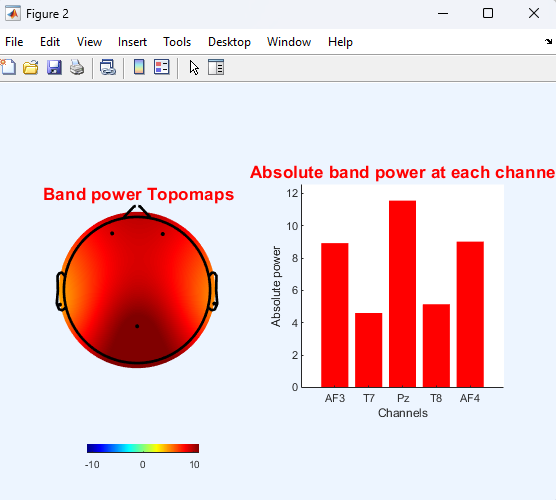 Figure 2
File Edit View Insert Tools Desktop Window Help
Band power Topomaps
-10 0 10
Absolute band power at each channe
12
10
8
6
4
2
0
Absolute power
AF3 T7 Pz T8 AF4
Channels